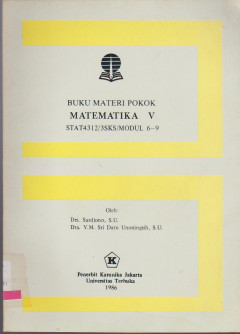 BUKU MATERI POKOK
MATEMATIKA V
STAT4312/3SKS/MODUL 6-9
Oleh:
Drs. Sardiono, S.U.
Dra. Y.M. Sri Daru Unoningsih, S.U.
K
Penerbit Karunika Jakarta
Universitas Terbuka
1986